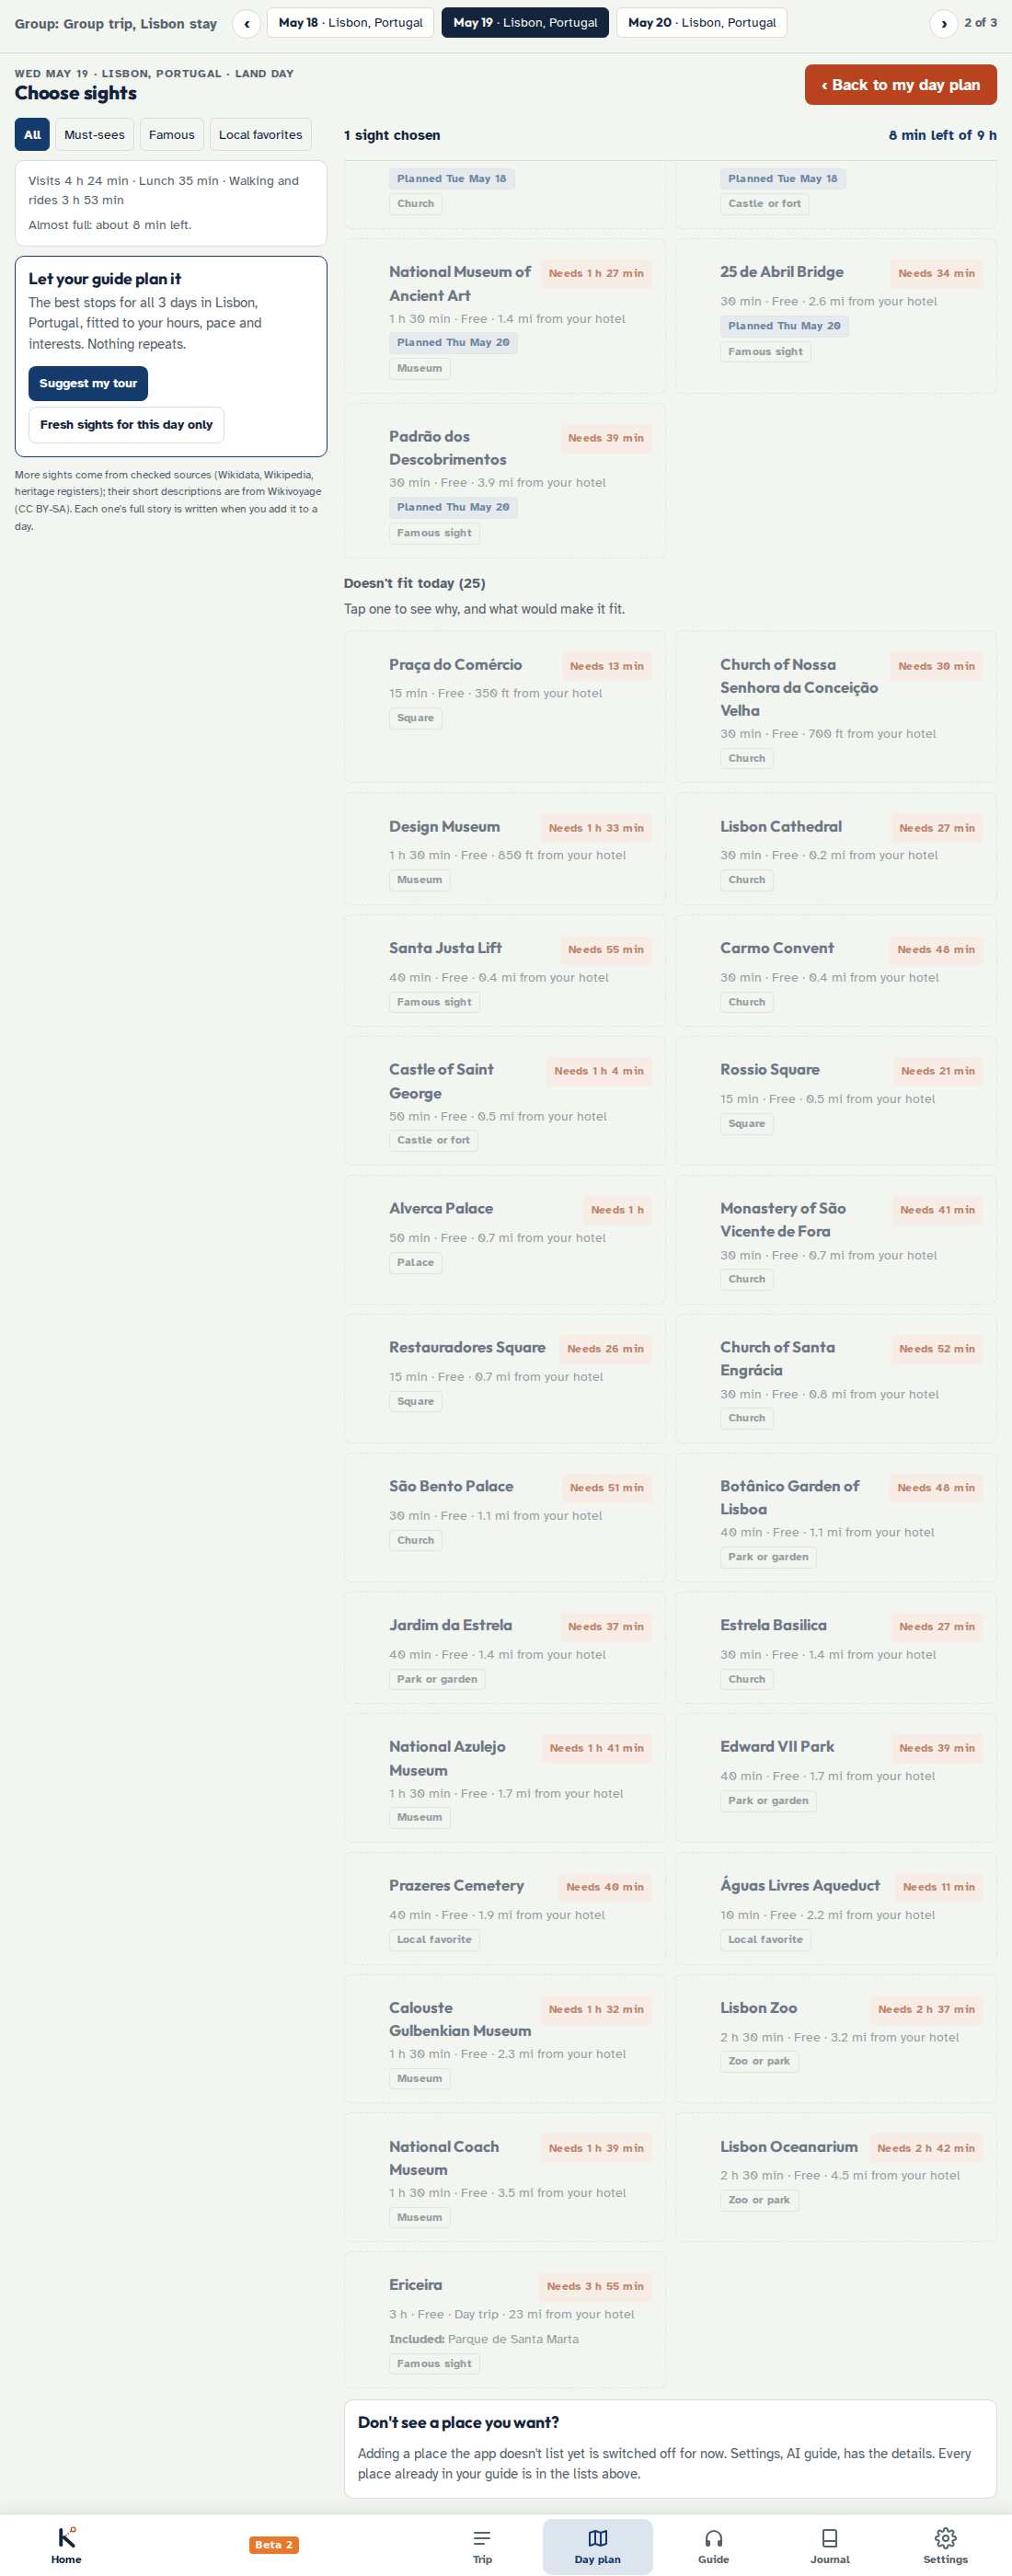 Group: Group trip, Lisbon stay
‹
May 18 · Lisbon, Portugal
May 19 · Lisbon, Portugal
May 20 · Lisbon, Portugal
›
2 of 3
WED MAY 19 · LISBON, PORTUGAL · LAND DAY
Choose sights
‹ Back to my day plan
All
Must-sees
Famous
Local favorites
Visits 4 h 24 min · Lunch 35 min · Walking and
rides 3 h 53 min
Almost full: about 8 min left.
Let your guide plan it
The best stops for all 3 days in Lisbon,
Portugal, fitted to your hours, pace and
interests. Nothing repeats.
Suggest my tour
Fresh sights for this day only
More sights come from checked sources (Wikidata, Wikipedia,
heritage registers); their short descriptions are from Wikivoyage
(CC BY-SA). Each one's full story is written when you add it to a
day.
1 sight chosen
8 min left of 9 h
Planned Tue May 18
Church
Planned Tue May 18
Castle or fort
National Museum of
Ancient Art
Needs 1 h 27 min
1 h 30 min · Free · 1.4 mi from your hotel
Planned Thu May 20
Museum
25 de Abril Bridge
Needs 34 min
30 min · Free · 2.6 mi from your hotel
Planned Thu May 20
Famous sight
Padrão dos
Descobrimentos
Needs 39 min
30 min · Free · 3.9 mi from your hotel
Planned Thu May 20
Famous sight
Doesn't fit today (25)
Tap one to see why, and what would make it fit.
Praça do Comércio
Needs 13 min
15 min · Free · 350 ft from your hotel
Square
Church of Nossa
Senhora da Conceição
Velha
Needs 30 min
30 min · Free · 700 ft from your hotel
Church
Design Museum
Needs 1 h 33 min
1 h 30 min · Free · 850 ft from your hotel
Museum
Lisbon Cathedral
Needs 27 min
30 min · Free · 0.2 mi from your hotel
Church
Santa Justa Lift
Needs 55 min
40 min · Free · 0.4 mi from your hotel
Famous sight
Carmo Convent
Needs 48 min
30 min · Free · 0.4 mi from your hotel
Church
Castle of Saint
George
Needs 1 h 4 min
50 min · Free · 0.5 mi from your hotel
Castle or fort
Rossio Square
Needs 21 min
15 min · Free · 0.5 mi from your hotel
Square
Alverca Palace
Needs 1 h
50 min · Free · 0.7 mi from your hotel
Palace
Monastery of São
Vicente de Fora
Needs 41 min
30 min · Free · 0.7 mi from your hotel
Church
Restauradores Square
Needs 26 min
15 min · Free · 0.7 mi from your hotel
Square
Church of Santa
Engrácia
Needs 52 min
30 min · Free · 0.8 mi from your hotel
Church
São Bento Palace
Needs 51 min
30 min · Free · 1.1 mi from your hotel
Church
Botânico Garden of
Lisboa
Needs 48 min
40 min · Free · 1.1 mi from your hotel
Park or garden
Jardim da Estrela
Needs 37 min
40 min · Free · 1.4 mi from your hotel
Park or garden
Estrela Basilica
Needs 27 min
30 min · Free · 1.4 mi from your hotel
Church
National Azulejo
Museum
Needs 1 h 41 min
1 h 30 min · Free · 1.7 mi from your hotel
Museum
Edward VII Park
Needs 39 min
40 min · Free · 1.7 mi from your hotel
Park or garden
Prazeres Cemetery
Needs 40 min
40 min · Free · 1.9 mi from your hotel
Local favorite
Águas Livres Aqueduct
Needs 11 min
10 min · Free · 2.2 mi from your hotel
Local favorite
Calouste
Gulbenkian Museum
Needs 1 h 32 min
1 h 30 min · Free · 2.3 mi from your hotel
Museum
Lisbon Zoo
Needs 2 h 37 min
2 h 30 min · Free · 3.2 mi from your hotel
Zoo or park
National Coach
Museum
Needs 1 h 39 min
1 h 30 min · Free · 3.5 mi from your hotel
Museum
Lisbon Oceanarium
Needs 2 h 42 min
2 h 30 min · Free · 4.5 mi from your hotel
Zoo or park
Ericeira
Needs 3 h 55 min
3 h · Free · Day trip · 23 mi from your hotel
Included: Parque de Santa Marta
Famous sight
Don't see a place you want?
Adding a place the app doesn't list yet is switched off for now. Settings, AI guide, has the details. Every
place already in your guide is in the lists above.
Home
Beta 2
Trip
Day plan
Guide
Journal
Settings